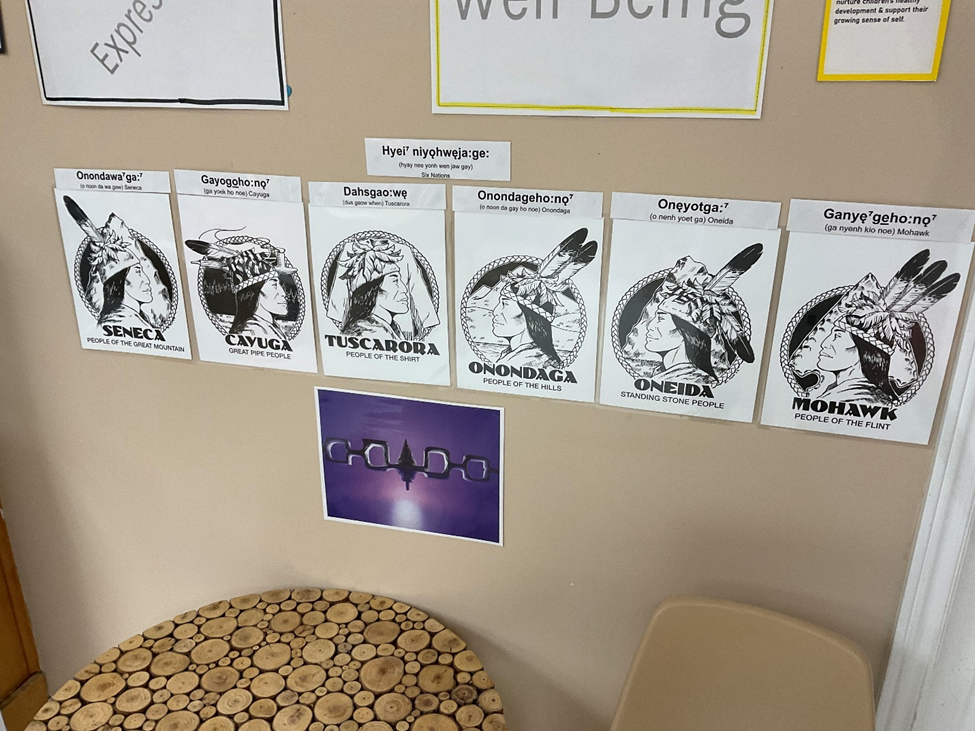 Expres
Well Being
nurture children's healthy
development & support their
growing sense of self.
Hyeiˀ niyǫhwęja:ge:
(hyay nee yonh wen jaw gay)
Six Nations
Onondawaˀga:ˀ
(o noon da wa gaw) Seneca
SENECA
PEOPLE OF THE GREAT MOUNTAIN
Gayogo̱ho:nǫˀ
(ga yoek ho noe) Cayuga
CAYUGA
GREAT PIPE PEOPLE
Dahsgao:wę
(dus gaow when) Tuscarora
TUSCARORA
PEOPLE OF THE SHIRT
Onondageho:nǫˀ
(o noon da gay ho noe) Onondaga
ONONDAGA
PEOPLE OF THE HILLS
Onęyotga:ˀ
(o nenh yoet ga) Oneida
ONEIDA
STANDING STONE PEOPLE
Ganyęˀgeho:nǫˀ
(ga nyenh kio noe) Mohawk
MOHAWK
PEOPLE OF THE FLINT